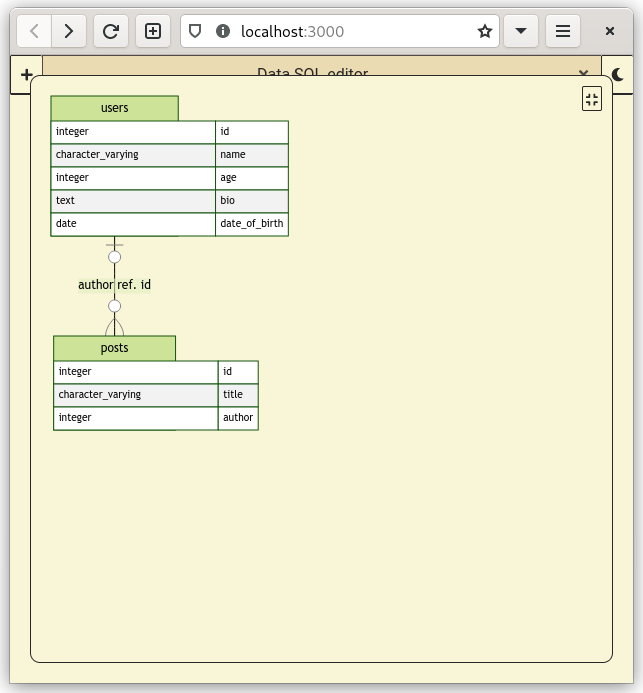 localhost:3000
Data SQL editor
users
integer id
character_varying name
integer age
text bio
date date_of_birth
author ref. id
posts
integer id
character_varying title
integer author